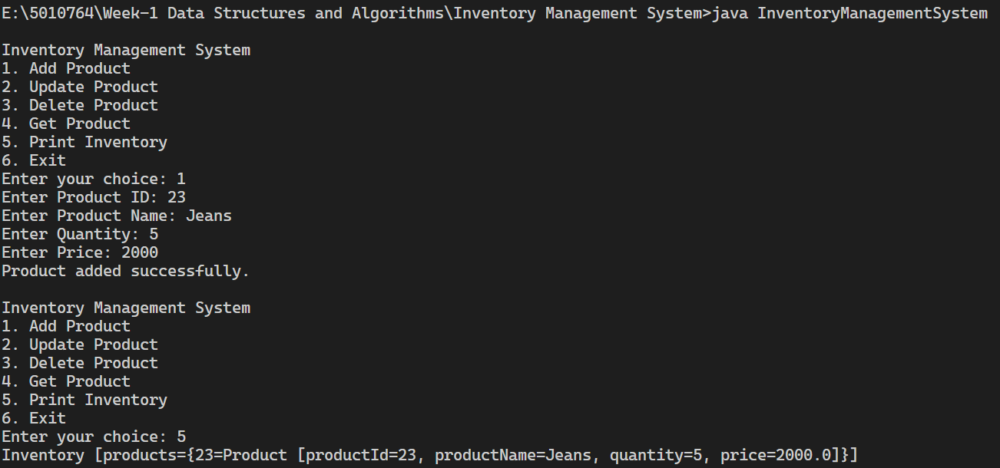 E:\5010764\Week-1 Data Structures and Algorithms\Inventory Management System>java InventoryManagementSystem
Inventory Management System
1. Add Product
2. Update Product
3. Delete Product
4. Get Product
5. Print Inventory
6. Exit
Enter your choice: 1
Enter Product ID: 23
Enter Product Name: Jeans
Enter Quantity: 5
Enter Price: 2000
Product added successfully.
Inventory Management System
1. Add Product
2. Update Product
3. Delete Product
4. Get Product
5. Print Inventory
6. Exit
Enter your choice: 5
Inventory [products={23=Product [productId=23, productName=Jeans, quantity=5, price=2000.0]}]